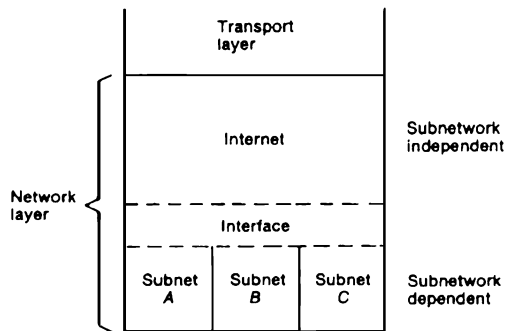 Transport
layer
Internet
Subnetwork
independent
Network
layer
Interface
Subnet
A
Subnet
B
Subnet
C
Subnetwork
dependent